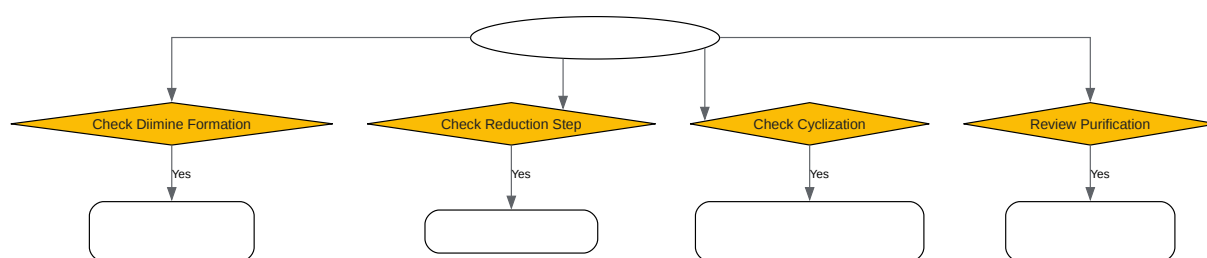 Check Diimine Formation
Check Reduction Step
Check Cyclization
Review Purification
Yes
Yes
Yes
Yes